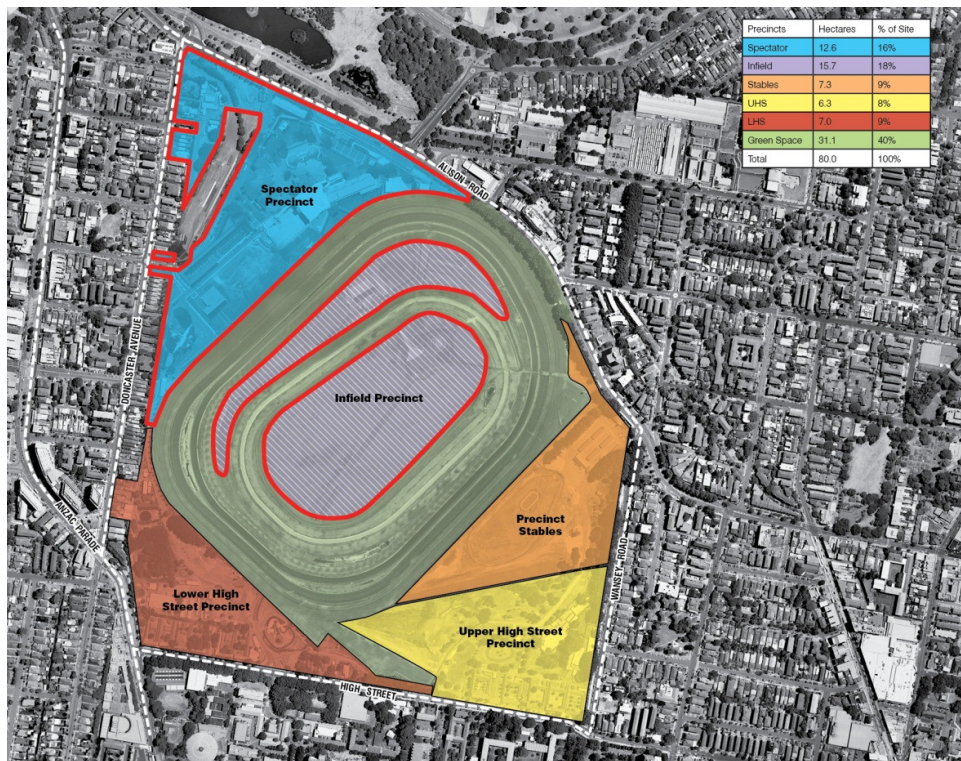 Precincts Hectares % of Site
Spectator 12.6 16%
Infield 15.7 18%
Stables 7.3 9%
UHS 6.3 8%
LHS 7.0 9%
Green Space 31.1 40%
Total 80.0 100%
ALISON ROAD
Spectator
Precinct
DONCASTER AVENUE
Infield Precinct
ANZAC PARADE
Precinct
Stables
WANSEY ROAD
Lower High
Street Precinct
Upper High Street
Precinct
HIGH STREET